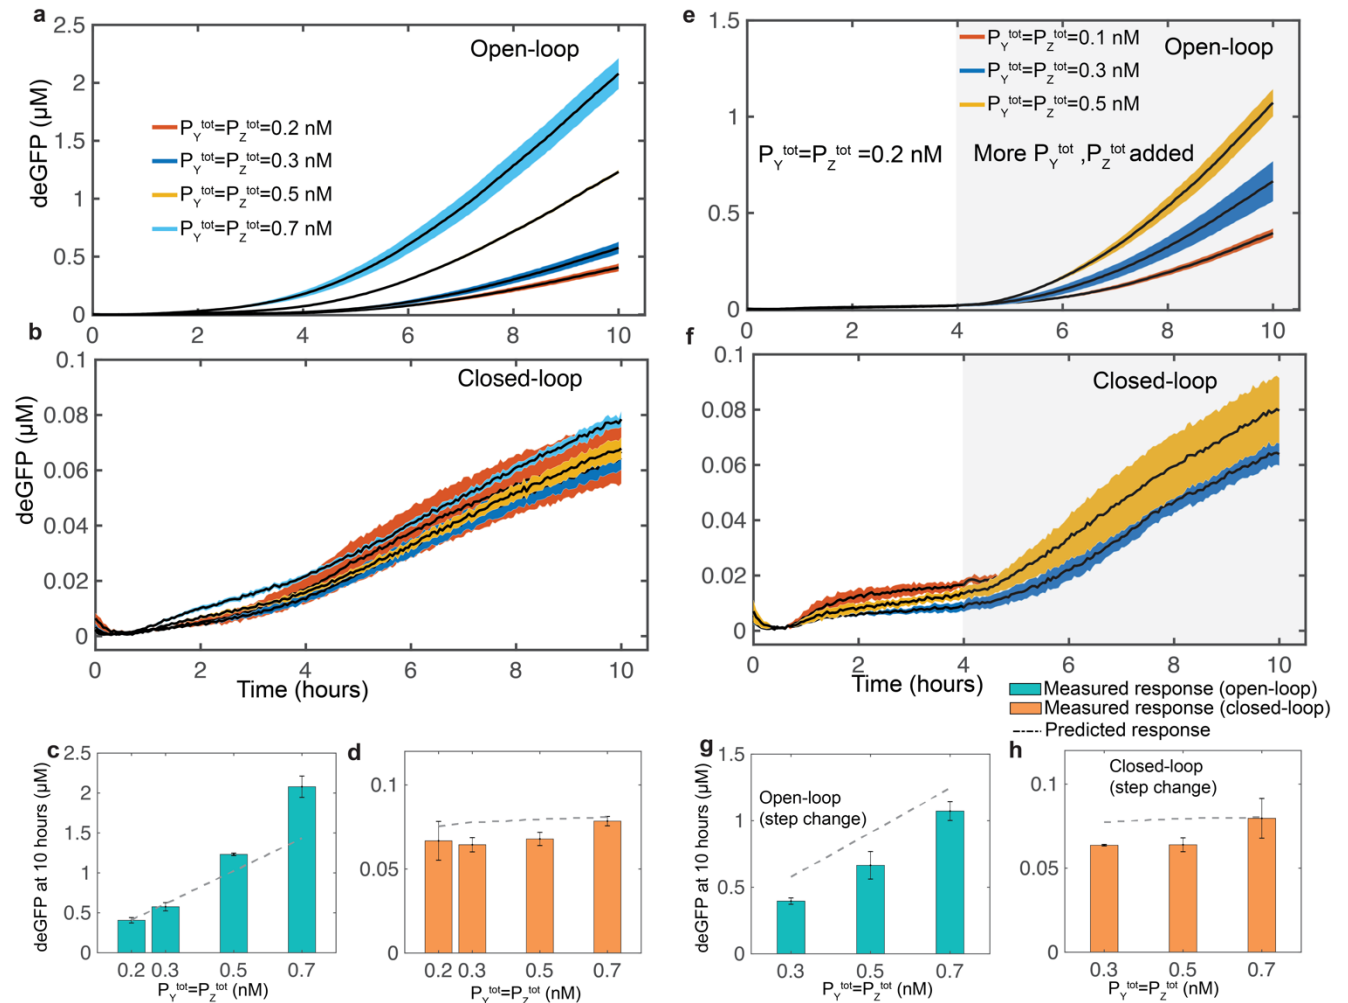 a
Open-loop
deGFP (μM)
2.5
2
1.5
1
0.5
0
P_Y^tot=P_Z^tot=0.2 nM
P_Y^tot=P_Z^tot=0.3 nM
P_Y^tot=P_Z^tot=0.5 nM
P_Y^tot=P_Z^tot=0.7 nM
0 2 4 6 8 10
e
Open-loop
1.5
1
0.5
0
P_Y^tot=P_Z^tot=0.1 nM
P_Y^tot=P_Z^tot=0.3 nM
P_Y^tot=P_Z^tot=0.5 nM
P_Y^tot=P_Z^tot =0.2 nM
More P_Y^tot ,P_Z^tot added
0 2 4 6 8 10
b
Closed-loop
deGFP (μM)
0.1
0.08
0.06
0.04
0.02
0
0 2 4 6 8 10
Time (hours)
f
Closed-loop
0.1
0.08
0.06
0.04
0.02
0
0 2 4 6 8 10
Time (hours)
Measured response (open-loop)
Measured response (closed-loop)
Predicted response
c
deGFP at 10 hours (μM)
2.5
2
1.5
1
0.5
0
0.2 0.3 0.5 0.7
P_Y^tot=P_Z^tot (nM)
d
0.1
0.05
0
0.2 0.3 0.5 0.7
P_Y^tot=P_Z^tot (nM)
g
Open-loop
(step change)
deGFP at 10 hours (μM)
1.5
1
0.5
0
0.3 0.5 0.7
P_Y^tot=P_Z^tot (nM)
h
Closed-loop
(step change)
0.1
0.05
0
0.3 0.5 0.7
P_Y^tot=P_Z^tot (nM)